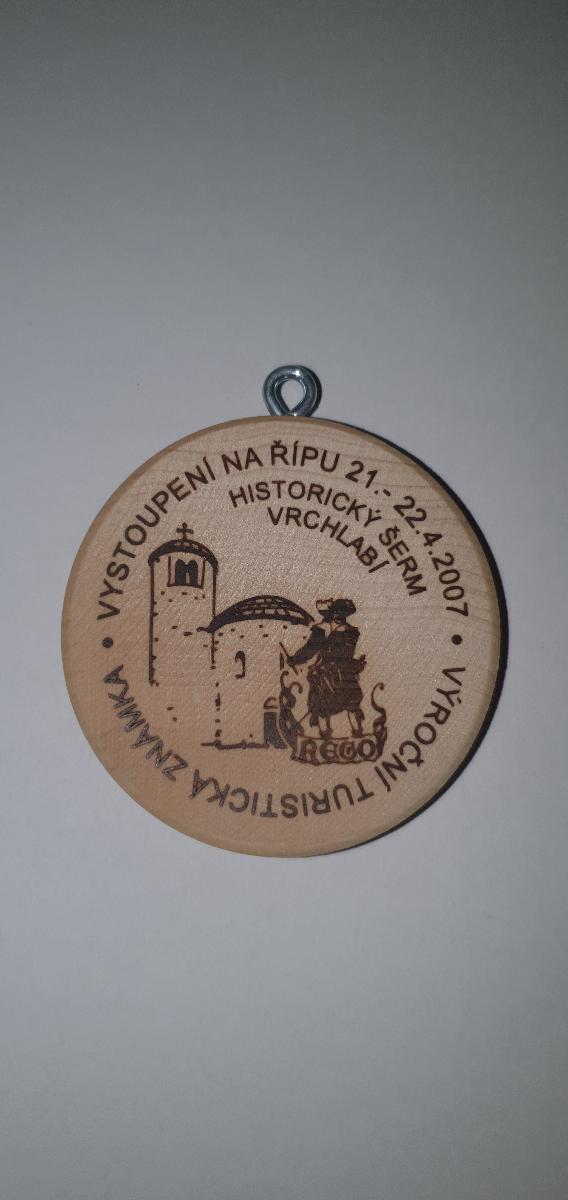 VYSTOUPENÍ NA ŘÍPU 21.- 22.4.2007
HISTORICKÝ ŠERM
VRCHLABÍ
REGO
• VÝROČNÍ TURISTICKÁ ZNÁMKA •